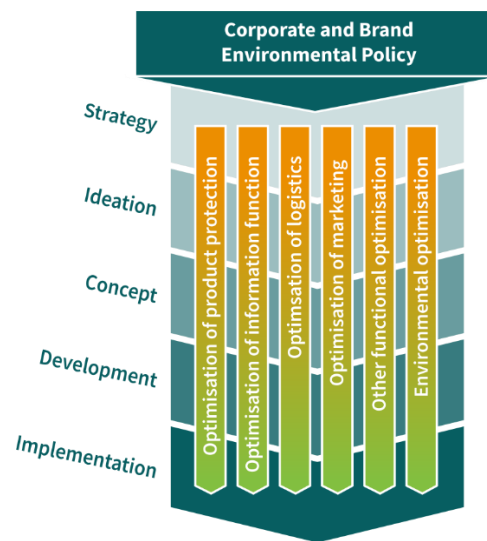 Corporate and Brand
Environmental Policy
Strategy
Ideation
Concept
Development
Implementation
Optimisation of product protection
Optimisation of information function
Optimsation of logistics
Optimisation of marketing
Other functional optimisation
Environmental optimisation